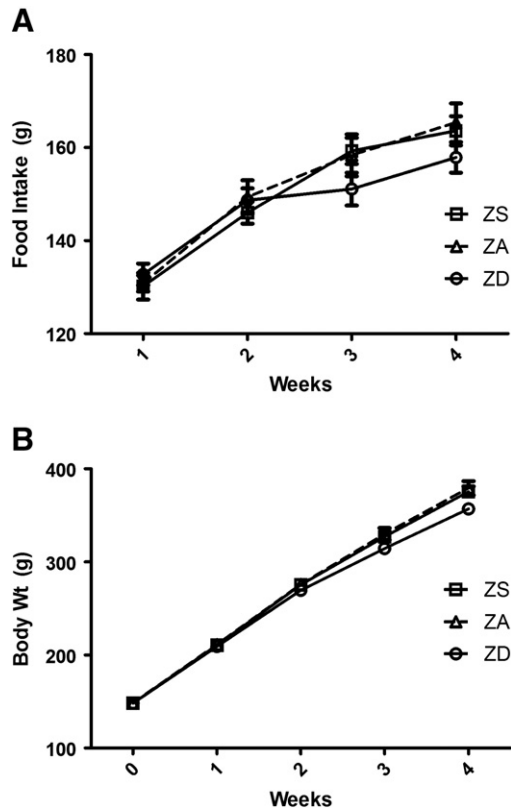 A
180
160
140
120
Food Intake (g)
ZS
ZA
ZD
1 2 3 4
Weeks
B
400
300
200
100
Body Wt (g)
ZS
ZA
ZD
0 1 2 3 4
Weeks